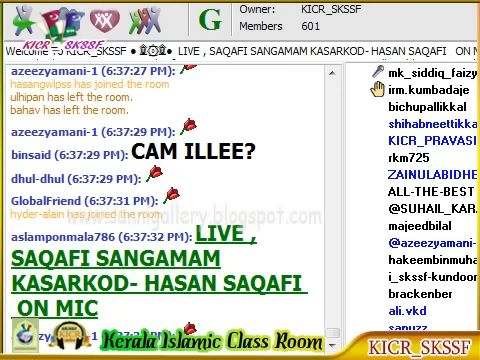 G
Owner: KICR_SKSSF
Members 601
KICR_SKSSF
Welcome To KICR_SKSSF LIVE , SAQAFI SANGAMAM KASARKOD- HASAN SAQAFI ON M
azeezyamani-1 (6:37:27 PM):
hasangwlpss has joined the room
ulhipan has left the room.
bahav has left the room.
azeezyamani-1 (6:37:29 PM):
binsaid (6:37:29 PM): CAM ILLEE?
dhul-dhul (6:37:29 PM):
GlobalFriend (6:37:31 PM):
hyder-alain has joined the room
aslamponmala786 (6:37:32 PM): LIVE ,
SAQAFI SANGAMAM
KASARKOD- HASAN SAQAFI
ON MIC
mk_siddiq_faizy
irm.kumbadaje
bichupallikkal
shihabneettikka
KICR_PRAVASI
rkm725
ZAINULABIDHE
ALL-THE-BEST
@SUHAIL_KAR
majeedbilal
@azeezyamani-
hakeembinmuha
i_skssf-kundoor
brackenber
ali.vkd
sanuzz
Kerala Islamic Class Room
KICR_SKSSF